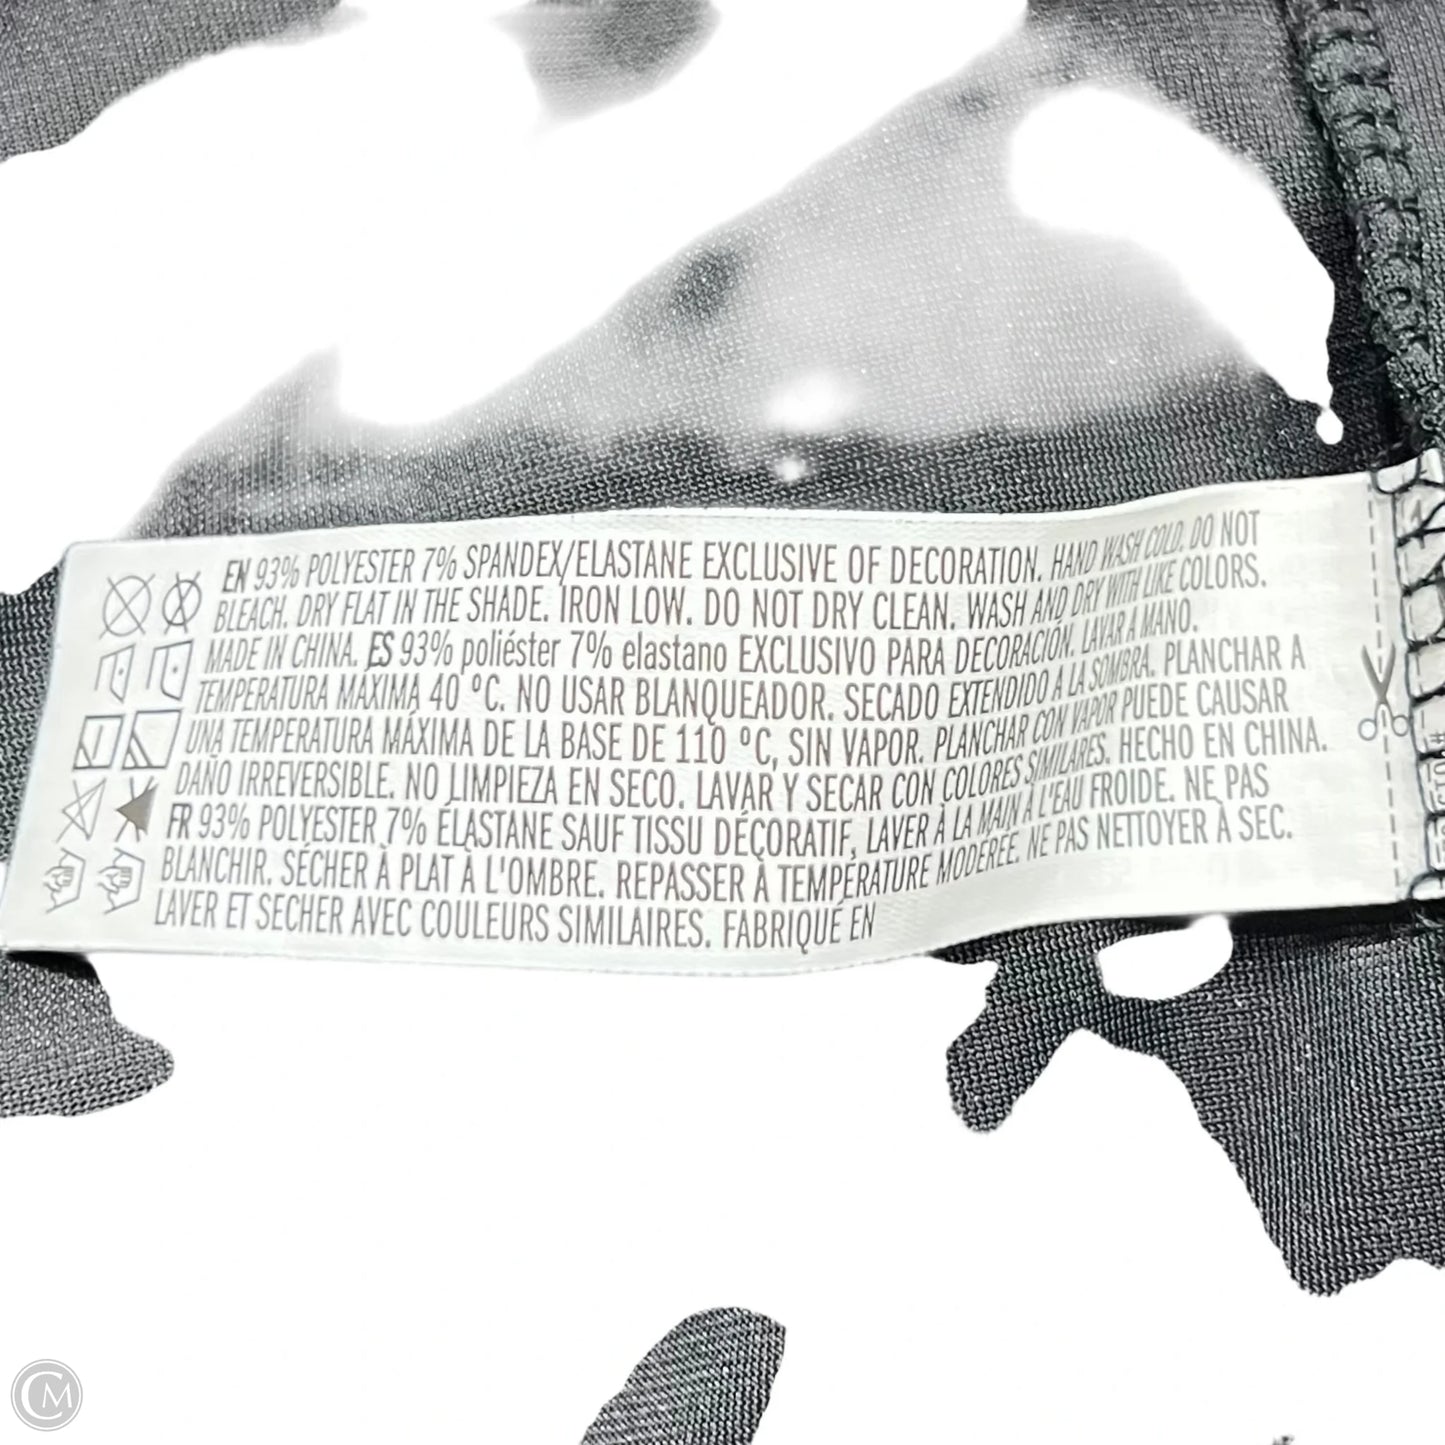 EN 93% POLYESTER 7% SPANDEX/ELASTANE EXCLUSIVE OF DECORATION. HAND WASH COLD. DO NOT
BLEACH. DRY FLAT IN THE SHADE. IRON LOW. DO NOT DRY CLEAN. WASH AND DRY WITH LIKE COLORS.
MADE IN CHINA. ES 93% poliéster 7% elastano EXCLUSIVO PARA DECORACIÓN. LAVAR A MANO.
TEMPERATURA MÁXIMA 40 °C. NO USAR BLANQUEADOR. SECADO EXTENDIDO A LA SOMBRA. PLANCHAR A
UNA TEMPERATURA MÁXIMA DE LA BASE DE 110 °C, SIN VAPOR. PLANCHAR CON VAPOR PUEDE CAUSAR
DAÑO IRREVERSIBLE. NO LIMPIEZA EN SECO. LAVAR Y SECAR CON COLORES SIMILARES. HECHO EN CHINA.
FR 93% POLYESTER 7% ÉLASTANE SAUF TISSU DÉCORATIF, LAVER À LA MAIN À L'EAU FROIDE. NE PAS
BLANCHIR. SÉCHER À PLAT À L'OMBRE. REPASSER À TEMPÉRATURE MODÉRÉE. NE PAS NETTOYER À SEC.
LAVER ET SECHER AVEC COULEURS SIMILAIRES. FABRIQUÉ EN
CM